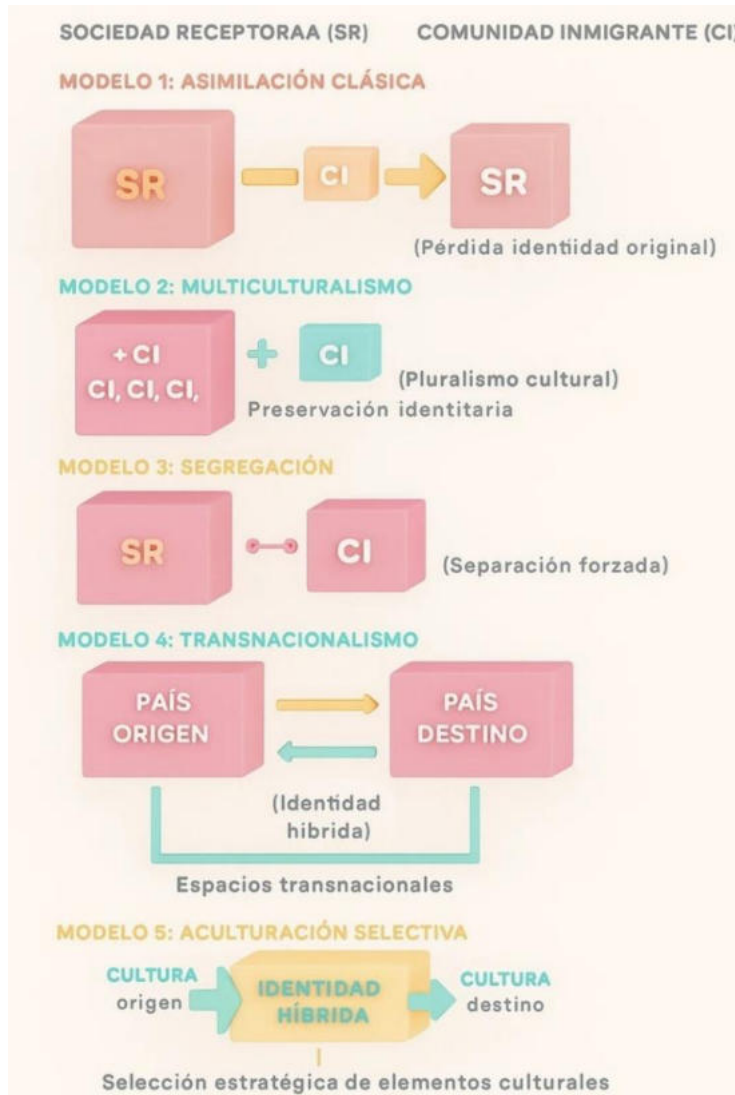 SOCIEDAD RECEPTORAA (SR)
COMUNIDAD INMIGRANTE (CI)
MODELO 1: ASIMILACIÓN CLÁSICA
SR
CI
SR
(Pérdida identiidad original)
MODELO 2: MULTICULTURALISMO
+ CI
CI, CI, CI,
+
CI
(Pluralismo cultural)
Preservación identitaria
MODELO 3: SEGREGACIÓN
SR
CI
(Separación forzada)
MODELO 4: TRANSNACIONALISMO
PAÍS
ORIGEN
PAÍS
DESTINO
(Identidad
hibrida)
Espacios transnacionales
MODELO 5: ACULTURACIÓN SELECTIVA
CULTURA
origen
IDENTIDAD
HÍBRIDA
CULTURA
destino
Selección estratégica de elementos culturales